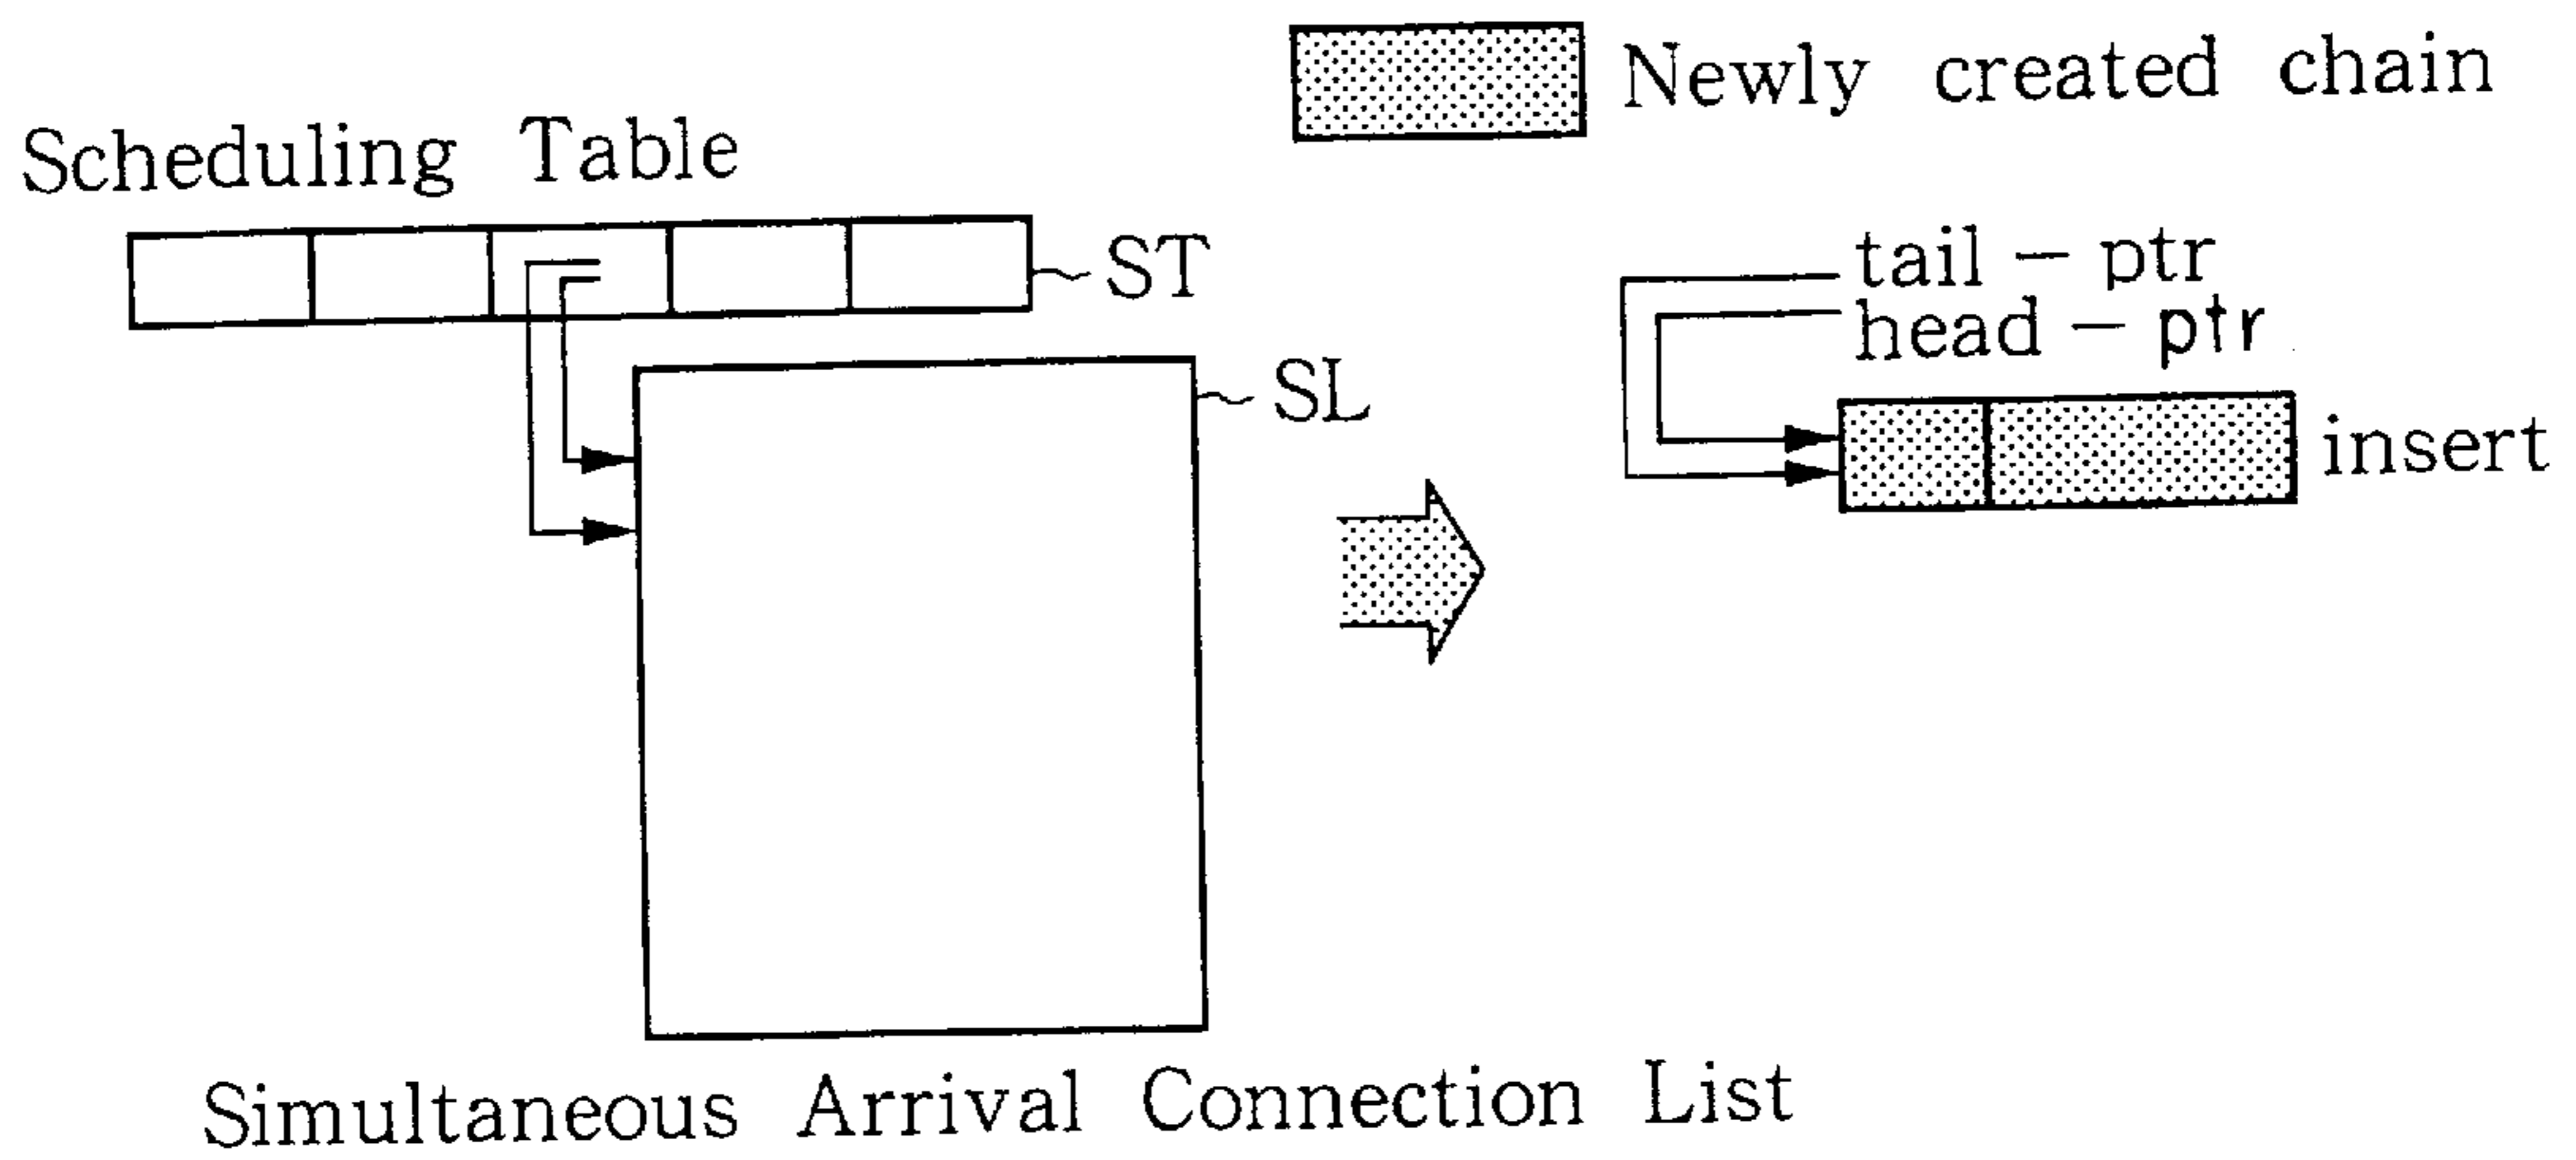 Newly created chain
Scheduling Table
ST
tail - ptr
head - ptr
SL
insert
Simultaneous Arrival Connection List